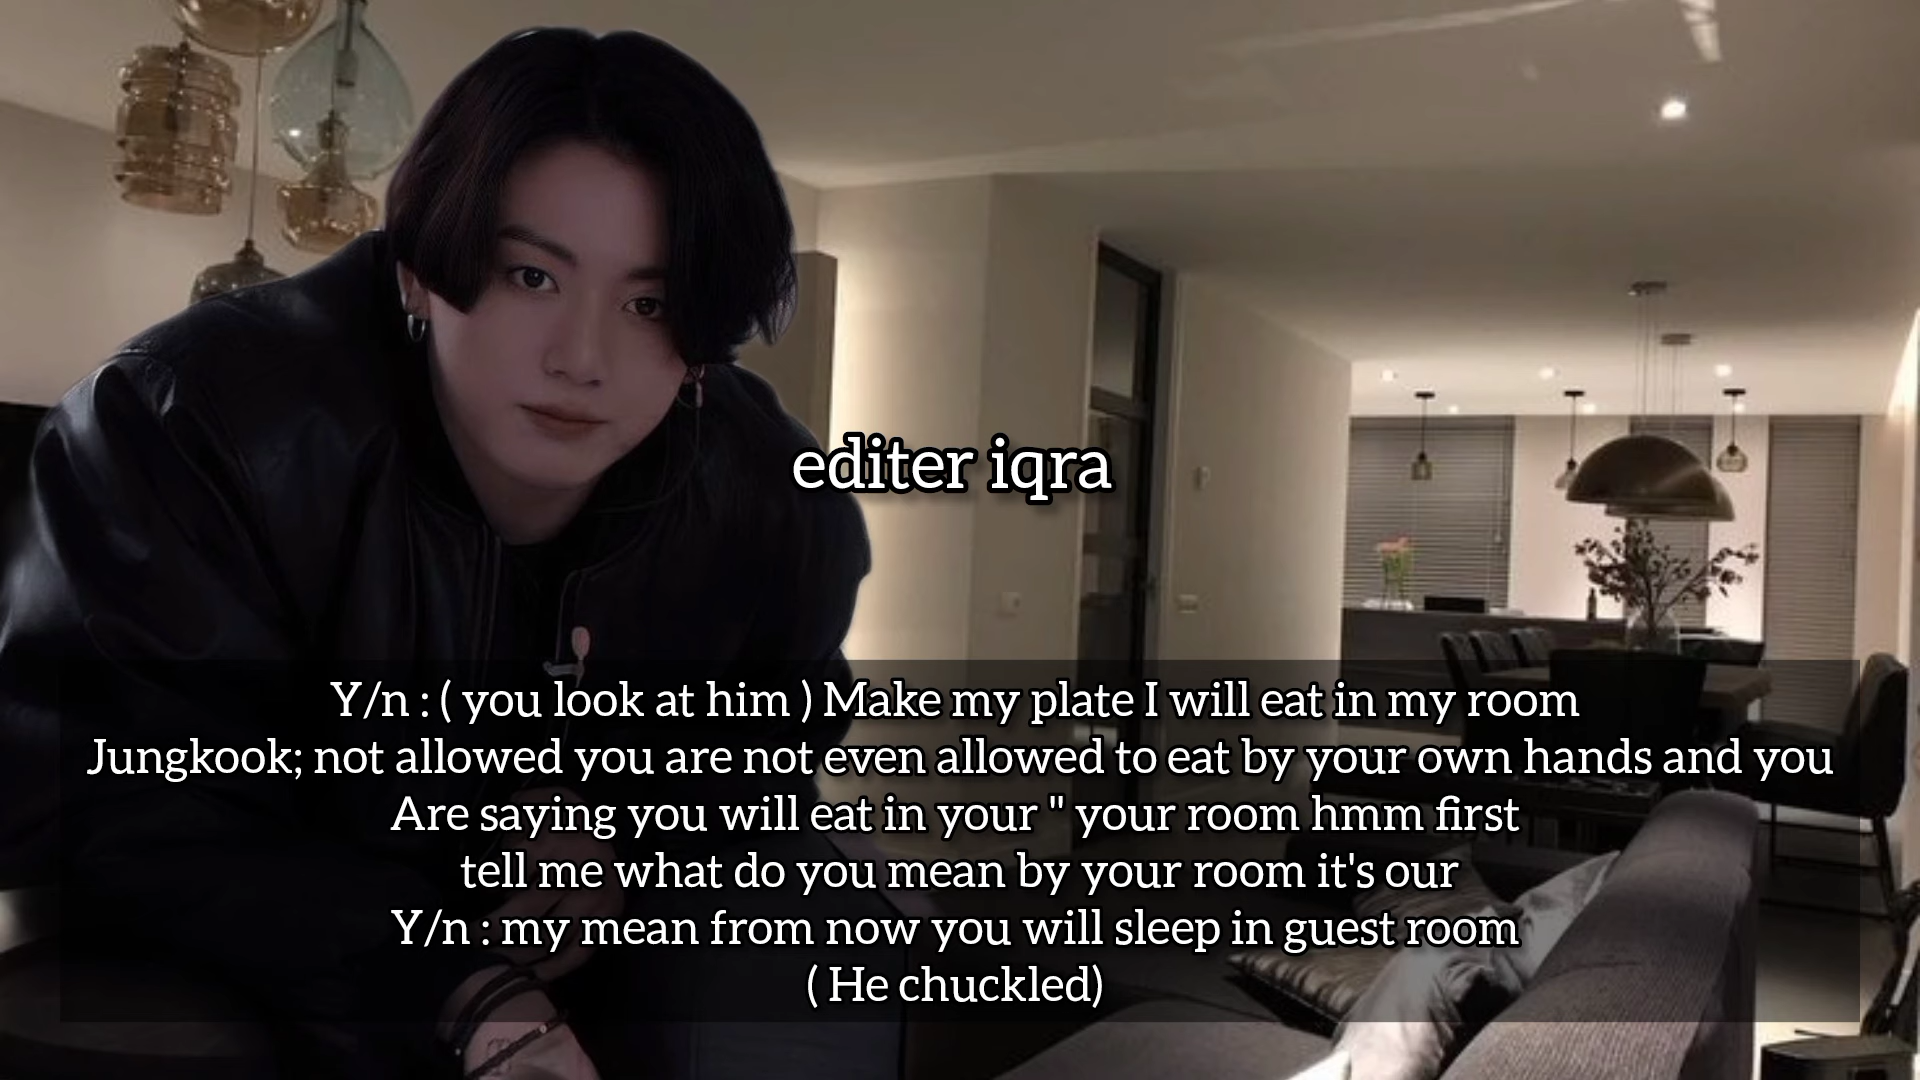 editer iqra
Y/n : ( you look at him ) Make my plate I will eat in my room
Jungkook; not allowed you are not even allowed to eat by your own hands and you
Are saying you will eat in your " your room hmm first
tell me what do you mean by your room it's our
Y/n : my mean from now you will sleep in guest room
( He chuckled)